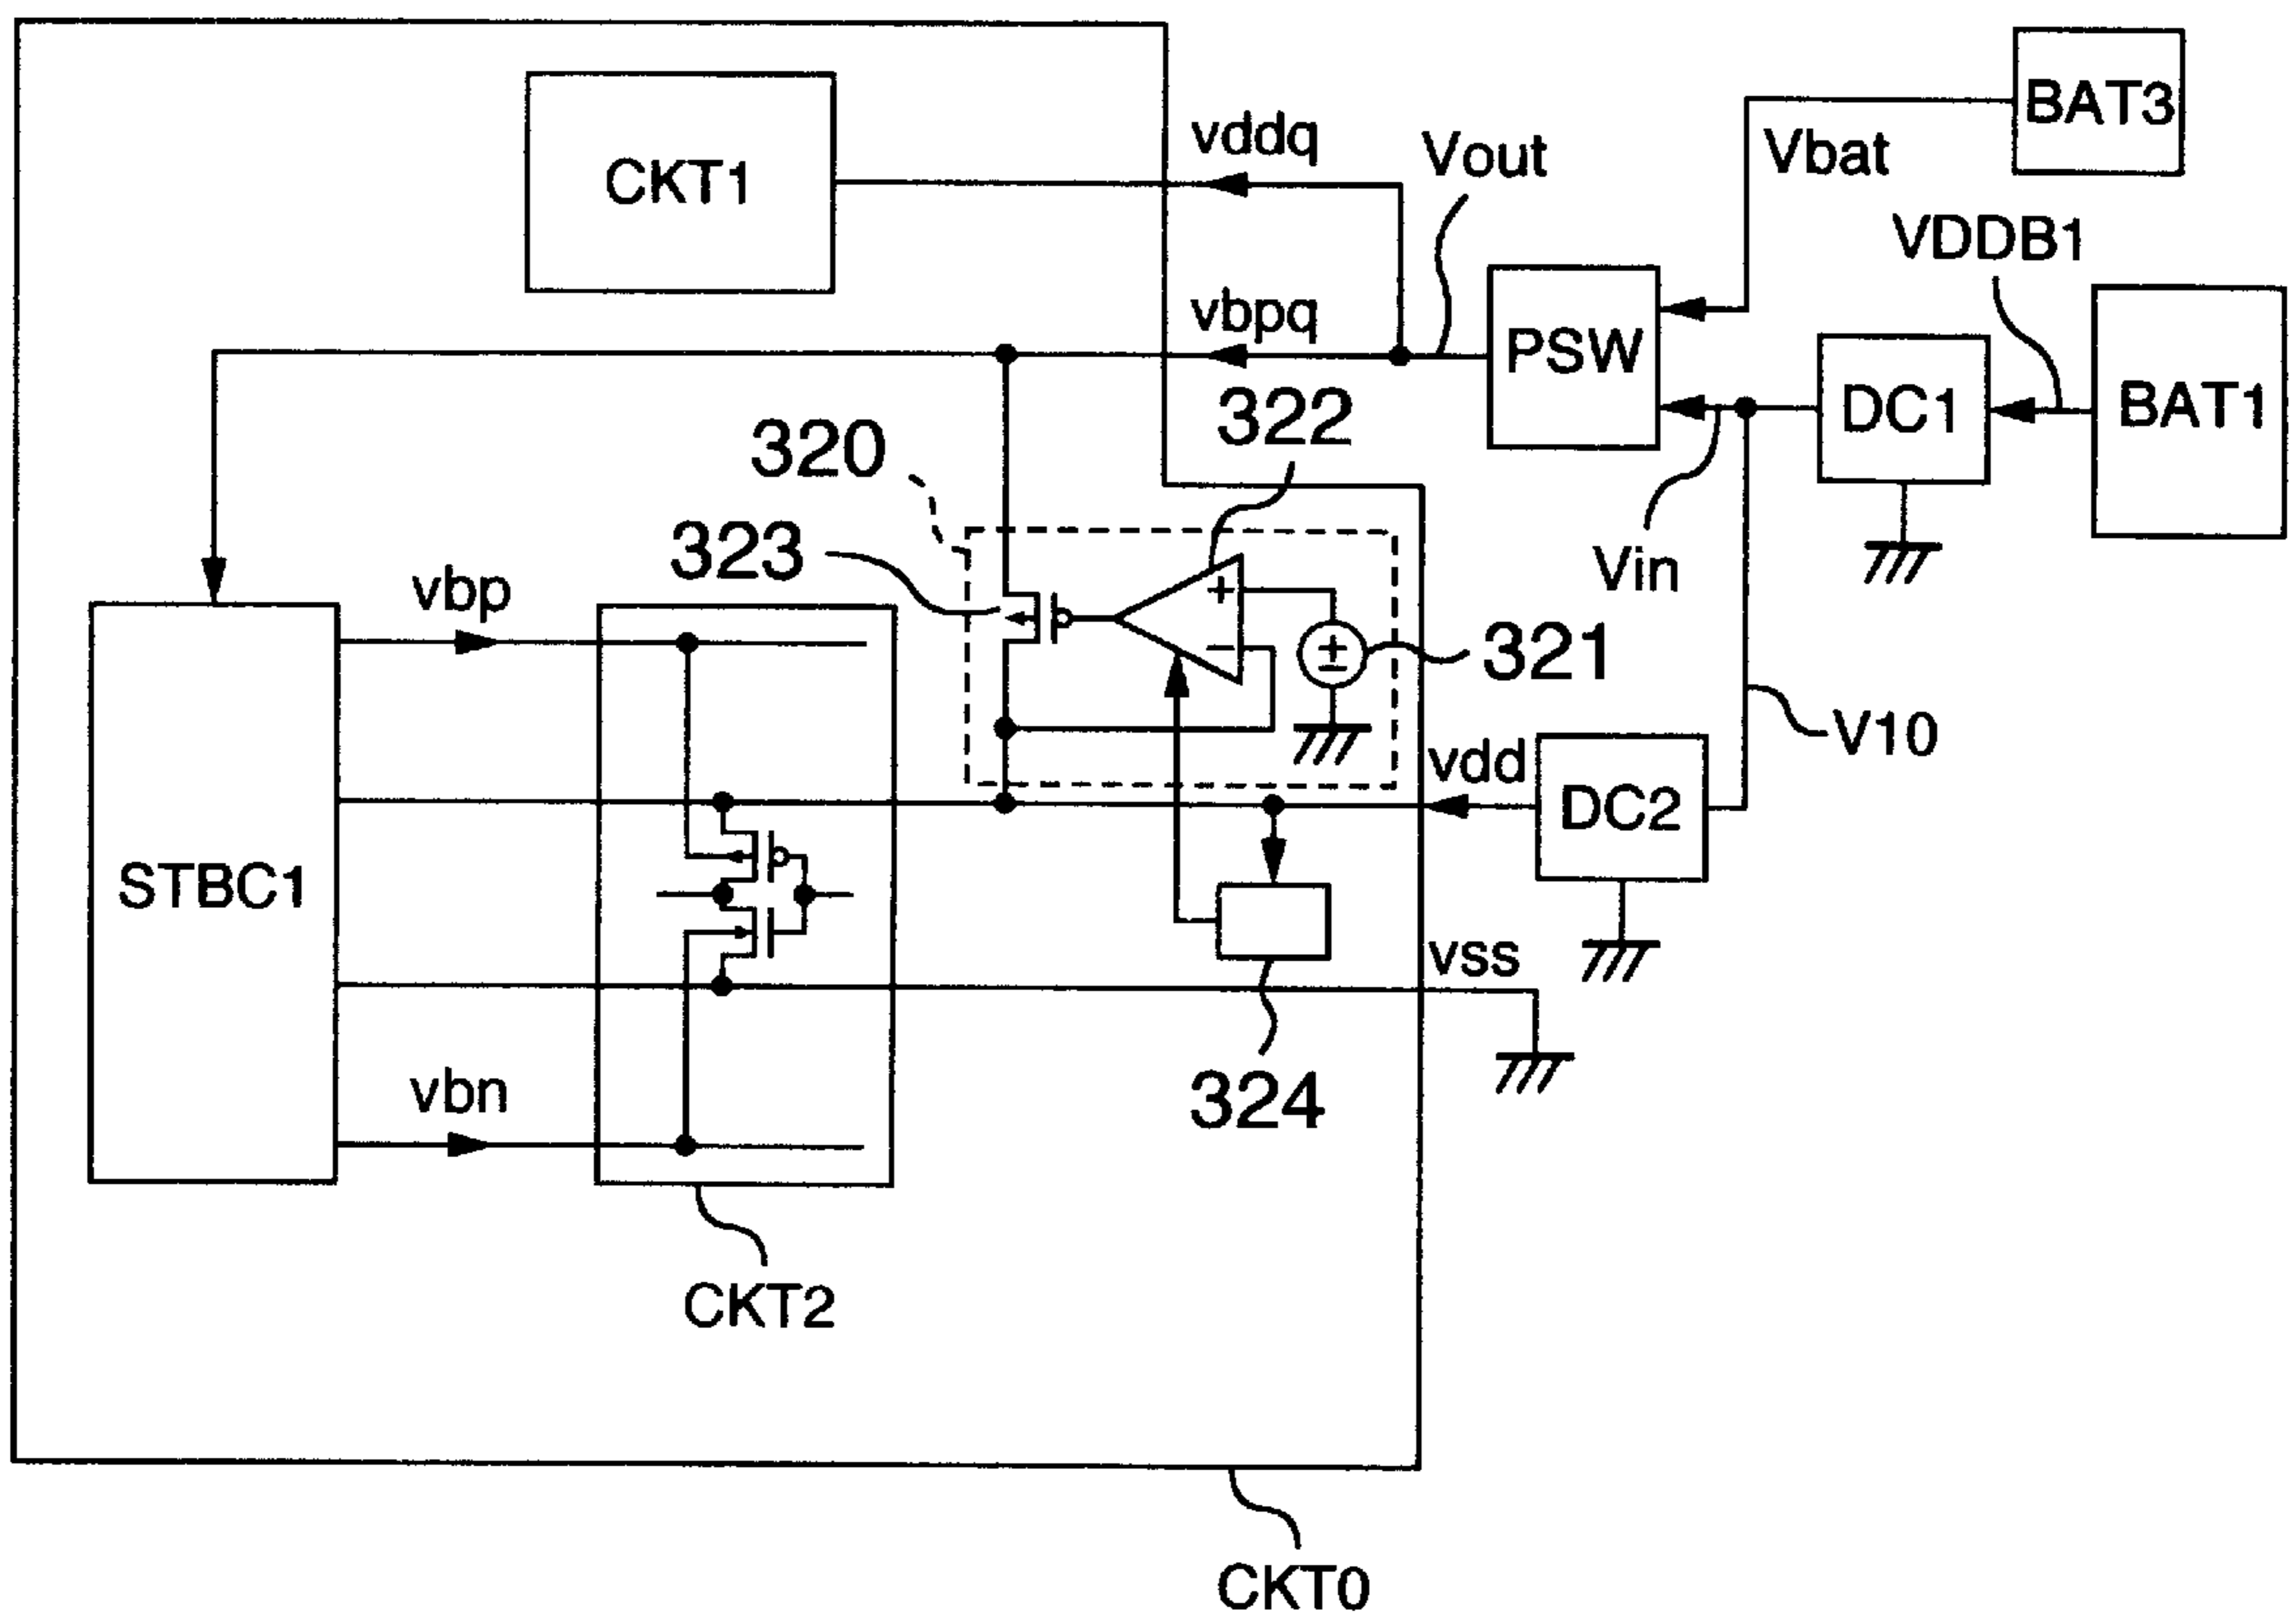 BAT3
CKT1
vddq
Vout
Vbat
VDDB1
vbpq
PSW
DC1
BAT1
322
320
323
Vin
vbp
+
−
±
321
V10
vdd
DC2
STBC1
vss
vbn
324
CKT2
CKT0